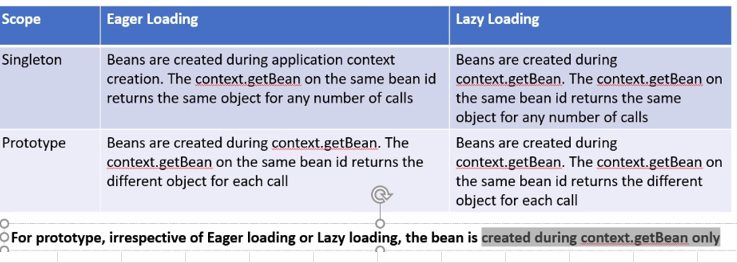 Scope Eager Loading Lazy Loading
Singleton
Beans are created during application context
creation. The context.getBean on the same bean id
returns the same object for any number of calls
Beans are created during
context.getBean. The context.getBean on
the same bean id returns the same
object for any number of calls
Prototype
Beans are created during context.getBean. The
context.getBean on the same bean id returns the
different object for each call
Beans are created during
context.getBean. The context.getBean on
the same bean id returns the different
object for each call
For prototype, irrespective of Eager loading or Lazy loading, the bean is created during context.getBean only